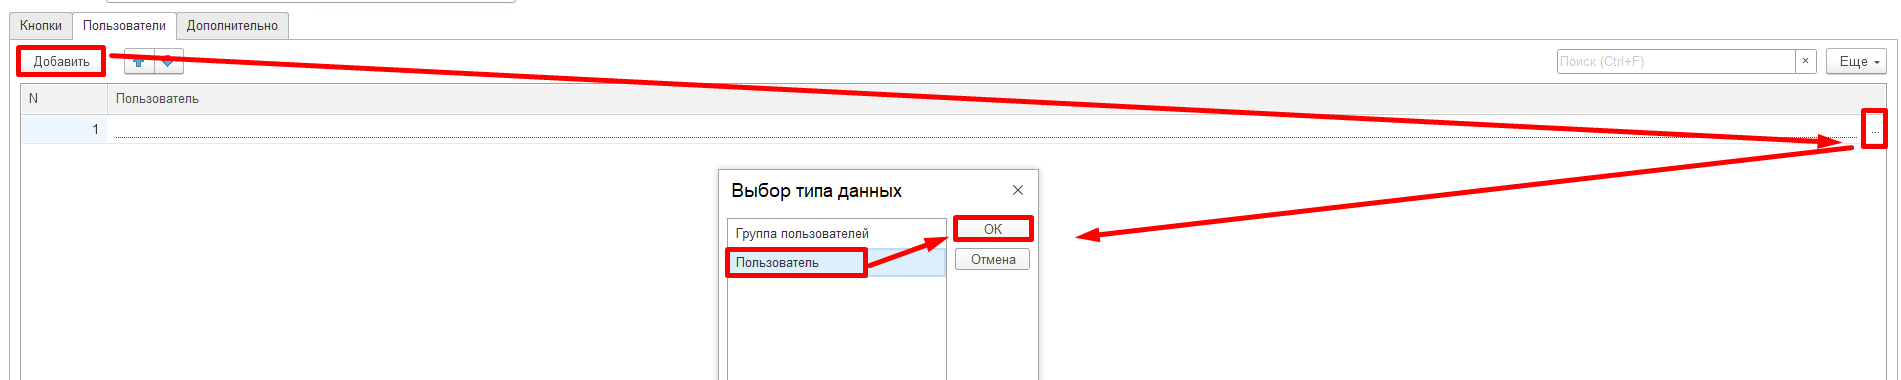 Кнопки Пользователи Дополнительно
Добавить Поиск (Ctrl+F) × Еще
N Пользователь
1 ...
Выбор типа данных
Группа пользователей OK
Пользователь Отмена